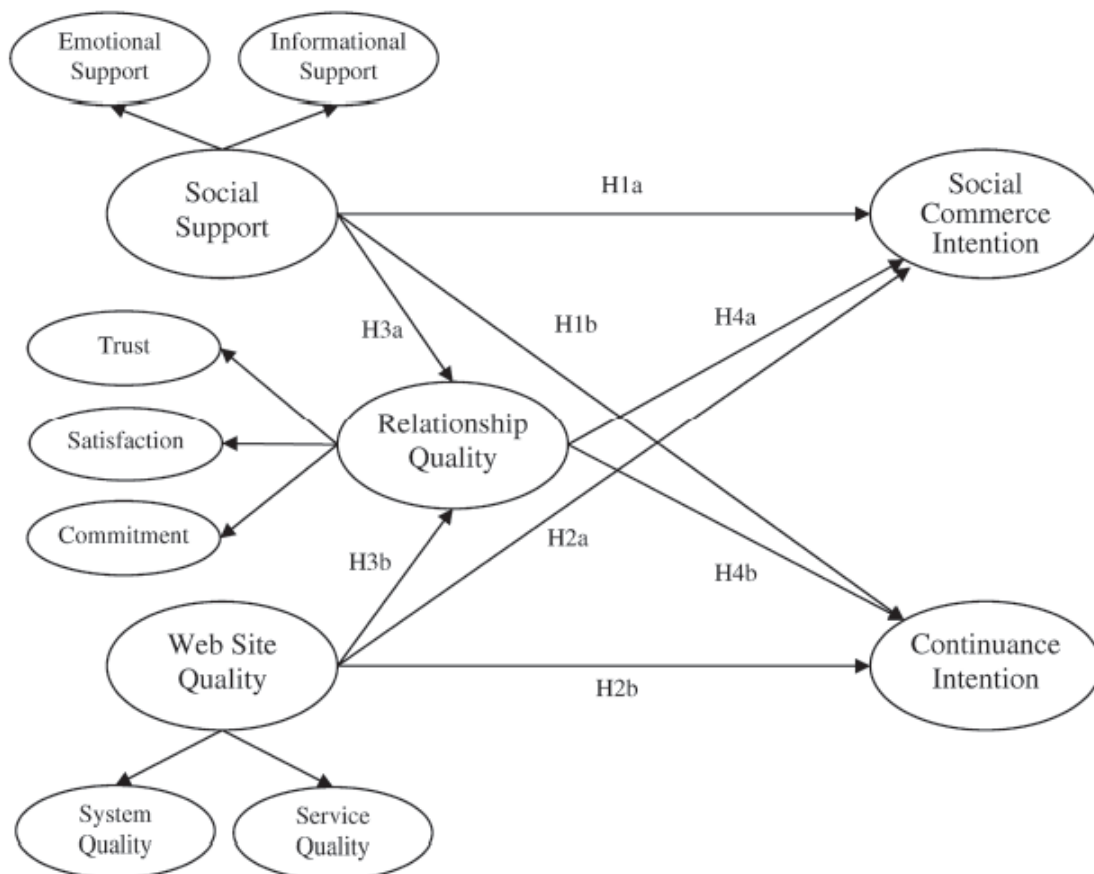 Emotional
Support
Informational
Support
Social
Support
H1a
Social
Commerce
Intention
Trust
H3a
H1b
H4a
Satisfaction
Relationship
Quality
Commitment
H3b
H2a
H4b
Web Site
Quality
H2b
Continuance
Intention
System
Quality
Service
Quality